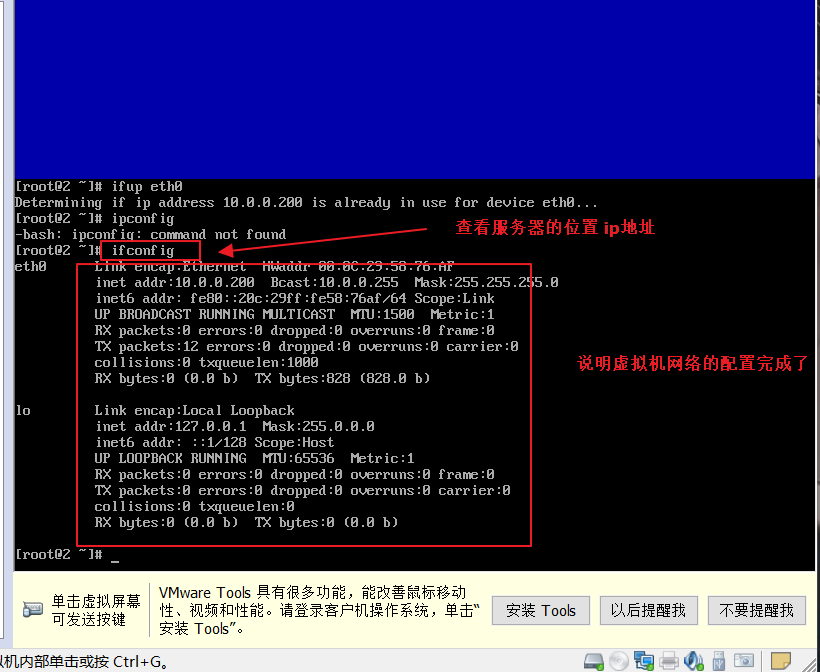 [root@2 ~]# ifup eth0
Determining if ip address 10.0.0.200 is already in use for device eth0...
[root@2 ~]# ipconfig
-bash: ipconfig: command not found
查看服务器的位置 ip地址
[root@2 ~]# ifconfig
eth0 Link encap:Ethernet HWaddr 00:0C:29:58:76:AF
inet addr:10.0.0.200 Bcast:10.0.0.255 Mask:255.255.255.0
inet6 addr: fe80::20c:29ff:fe58:76af/64 Scope:Link
UP BROADCAST RUNNING MULTICAST MTU:1500 Metric:1
RX packets:0 errors:0 dropped:0 overruns:0 frame:0
TX packets:12 errors:0 dropped:0 overruns:0 carrier:0
collisions:0 txqueuelen:1000
说明虚拟机网络的配置完成了
RX bytes:0 (0.0 b) TX bytes:828 (828.0 b)
lo Link encap:Local Loopback
inet addr:127.0.0.1 Mask:255.0.0.0
inet6 addr: ::1/128 Scope:Host
UP LOOPBACK RUNNING MTU:65536 Metric:1
RX packets:0 errors:0 dropped:0 overruns:0 frame:0
TX packets:0 errors:0 dropped:0 overruns:0 carrier:0
collisions:0 txqueuelen:0
RX bytes:0 (0.0 b) TX bytes:0 (0.0 b)
[root@2 ~]# _
单击虚拟屏幕
可发送按键
VMware Tools 具有很多功能，能改善鼠标移动
性、视频和性能。请登录客户机操作系统，单击“
安装 Tools”。
安装 Tools
以后提醒我
不要提醒我
机内部单击或按 Ctrl+G。